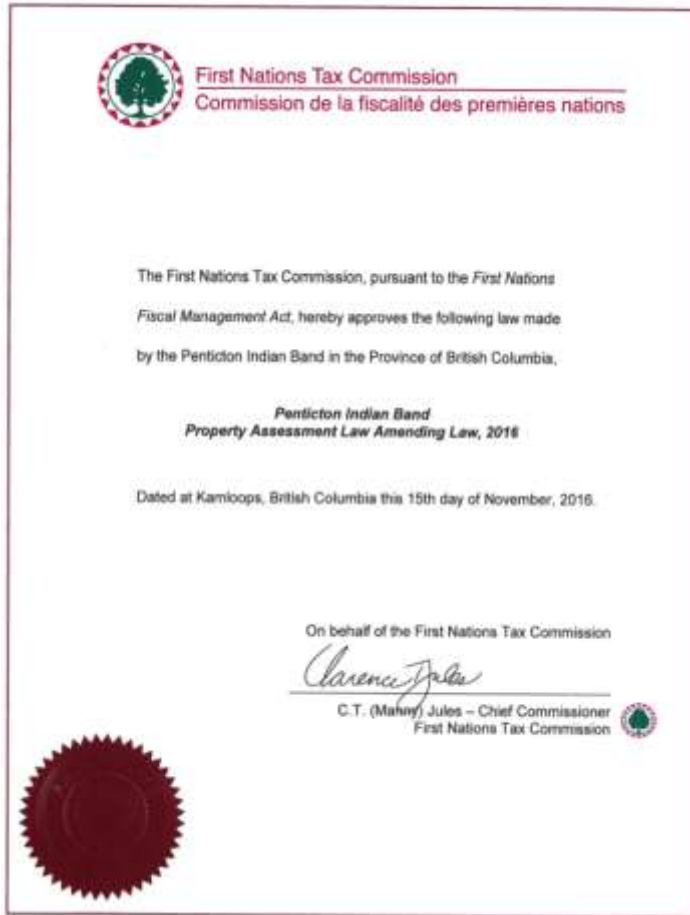 First Nations Tax Commission
Commission de la fiscalité des premières nations
The First Nations Tax Commission, pursuant to the First Nations
Fiscal Management Act, hereby approves the following law made
by the Penticton Indian Band in the Province of British Columbia,
Penticton Indian Band
Property Assessment Law Amending Law, 2016
Dated at Kamloops, British Columbia this 15th day of November, 2016.
On behalf of the First Nations Tax Commission
Clarence Jules
C.T. (Manny) Jules – Chief Commissioner
First Nations Tax Commission